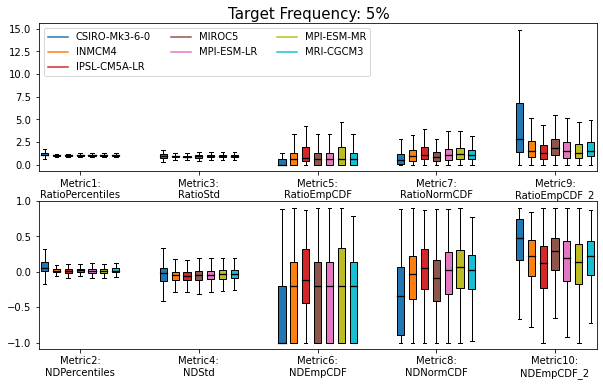 Target Frequency: 5%
CSIRO-Mk3-6-0 MIROC5 MPI-ESM-MR
INMCM4 MPI-ESM-LR MRI-CGCM3
IPSL-CM5A-LR
15.0
12.5
10.0
7.5
5.0
2.5
0.0
Metric1: Metric3: Metric5: Metric7: Metric9:
RatioPercentiles RatioStd RatioEmpCDF RatioNormCDF RatioEmpCDF_2
1.0
0.5
0.0
−0.5
−1.0
Metric2: Metric4: Metric6: Metric8: Metric10:
NDPercentiles NDStd NDEmpCDF NDNormCDF NDEmpCDF_2